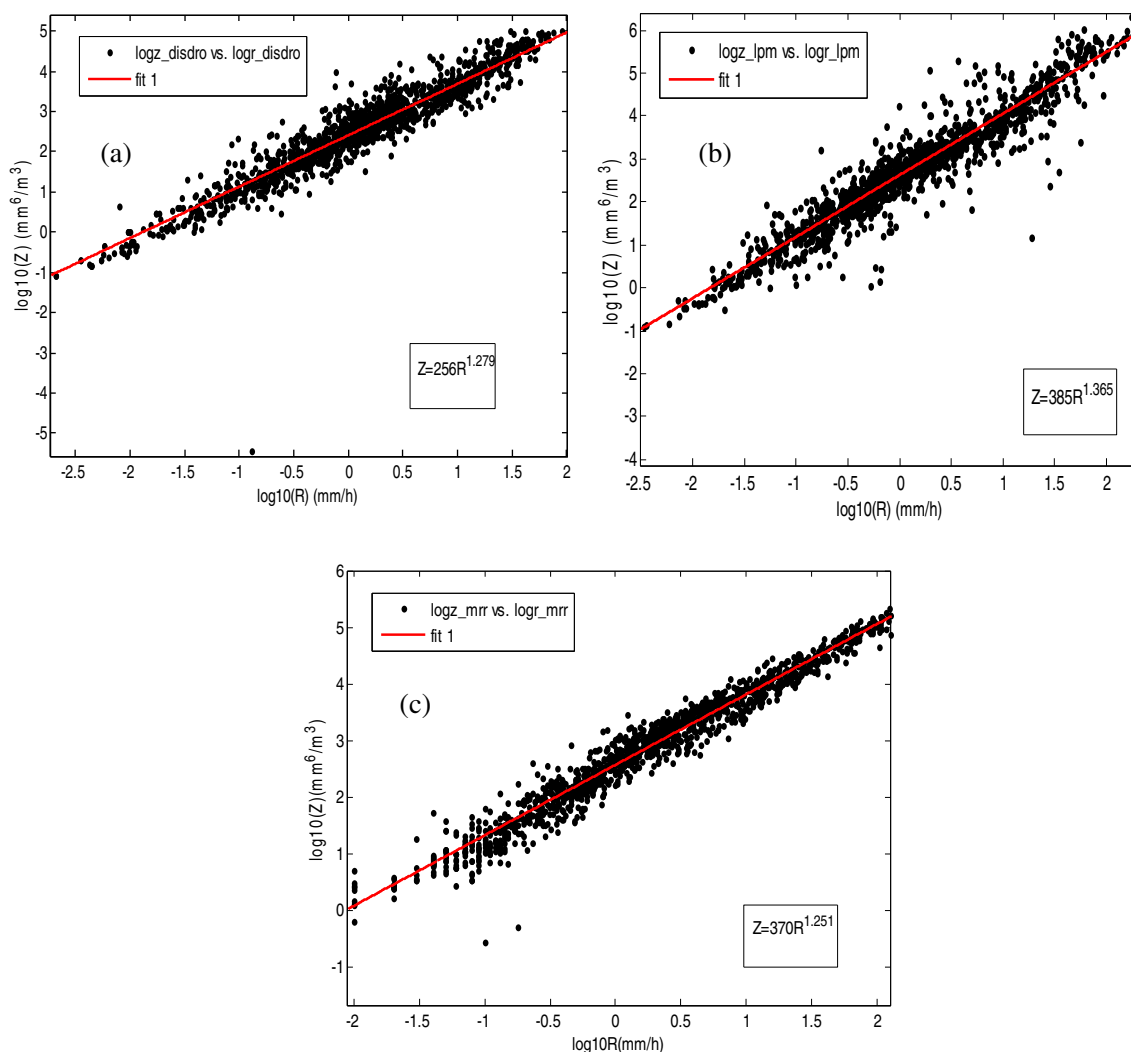 logz_disdro vs. logr_disdro
fit 1
(a)
log10(Z) (mm^6/m^3)
5
4
3
2
1
0
-1
-2
-3
-4
-5
Z=256R^1.279
-2.5 -2 -1.5 -1 -0.5 0 0.5 1 1.5 2
log10(R) (mm/h)
logz_lpm vs. logr_lpm
fit 1
(b)
log10(Z) (mm^6/m^3)
6
5
4
3
2
1
0
-1
-2
-3
-4
Z=385R^1.365
-2.5 -2 -1.5 -1 -0.5 0 0.5 1 1.5 2
log10(R) (mm/h)
logz_mrr vs. logr_mrr
fit 1
(c)
log10(Z)(mm^6/m^3)
6
5
4
3
2
1
0
-1
Z=370R^1.251
-2 -1.5 -1 -0.5 0 0.5 1 1.5 2
log10R(mm/h)